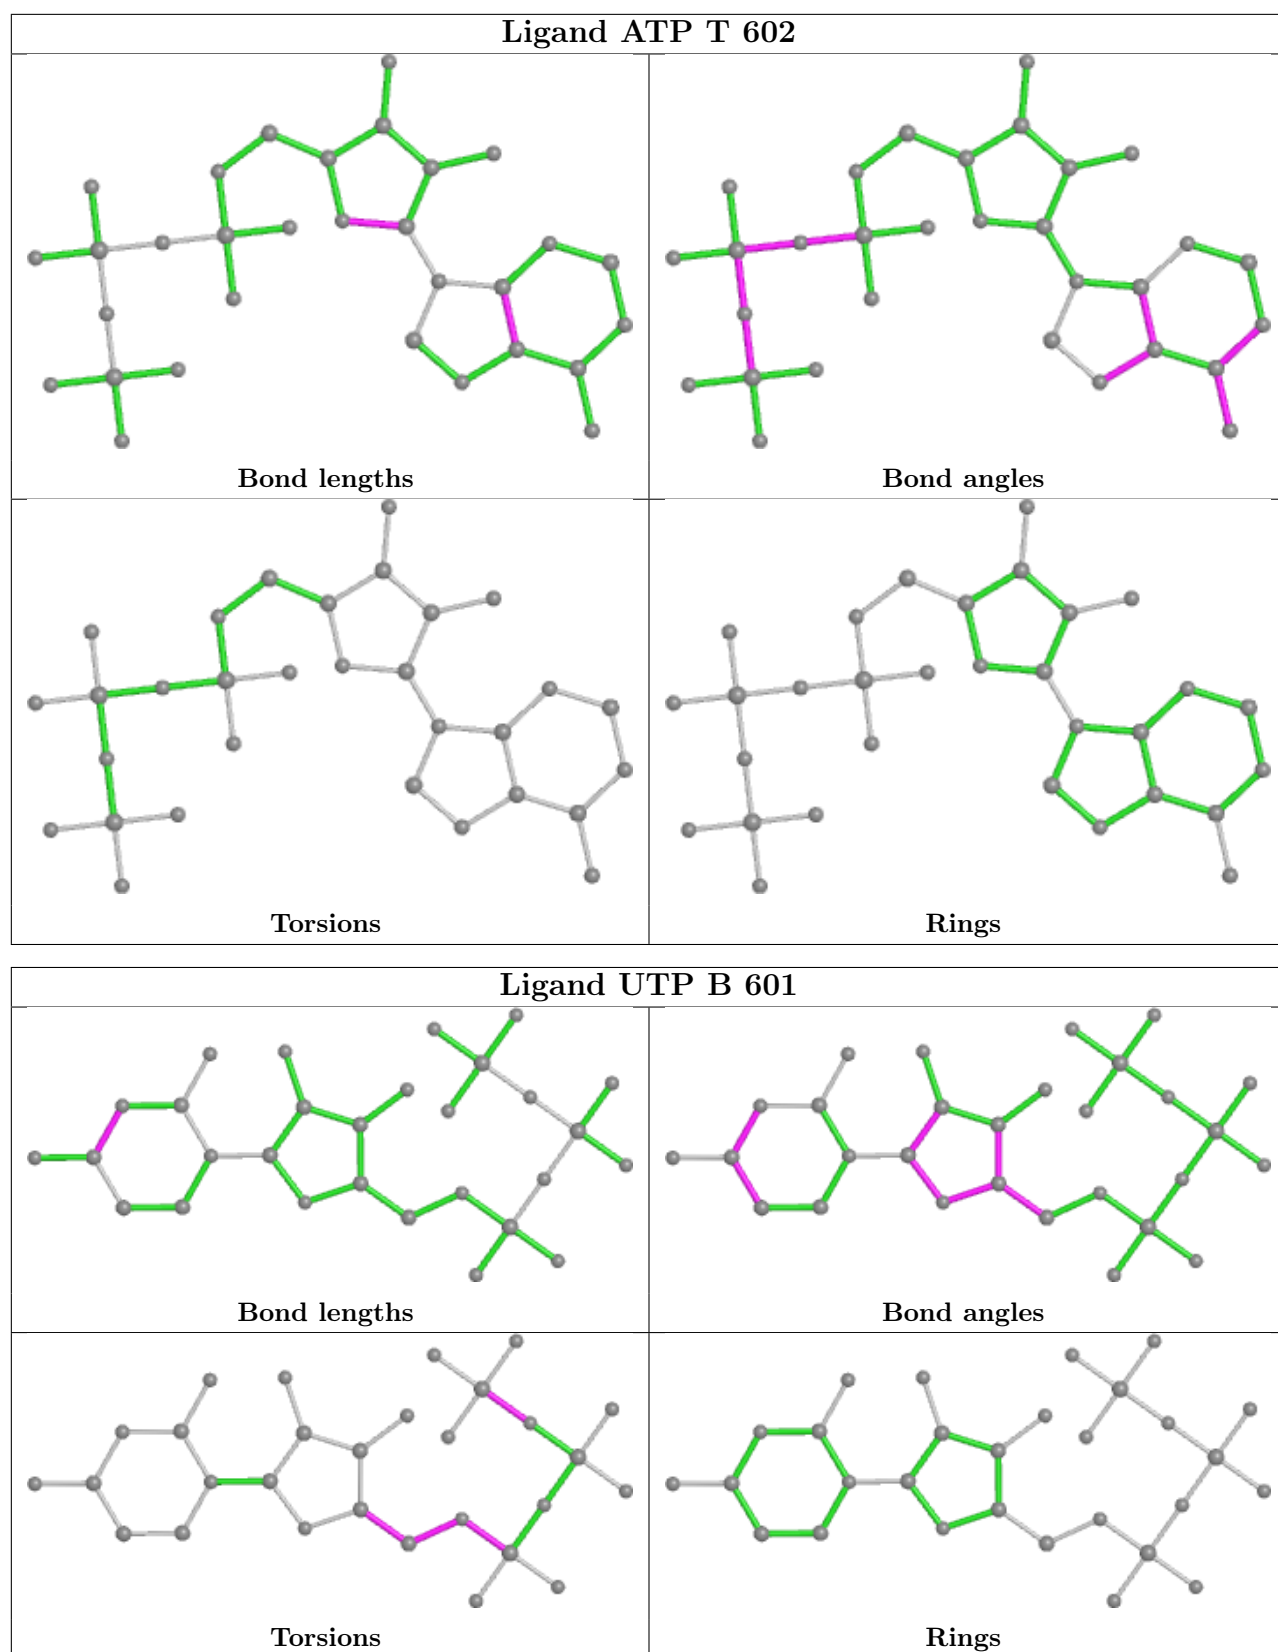 Ligand ATP T 602
Bond lengths
Bond angles
Torsions
Rings
Ligand UTP B 601
Bond lengths
Bond angles
Torsions
Rings